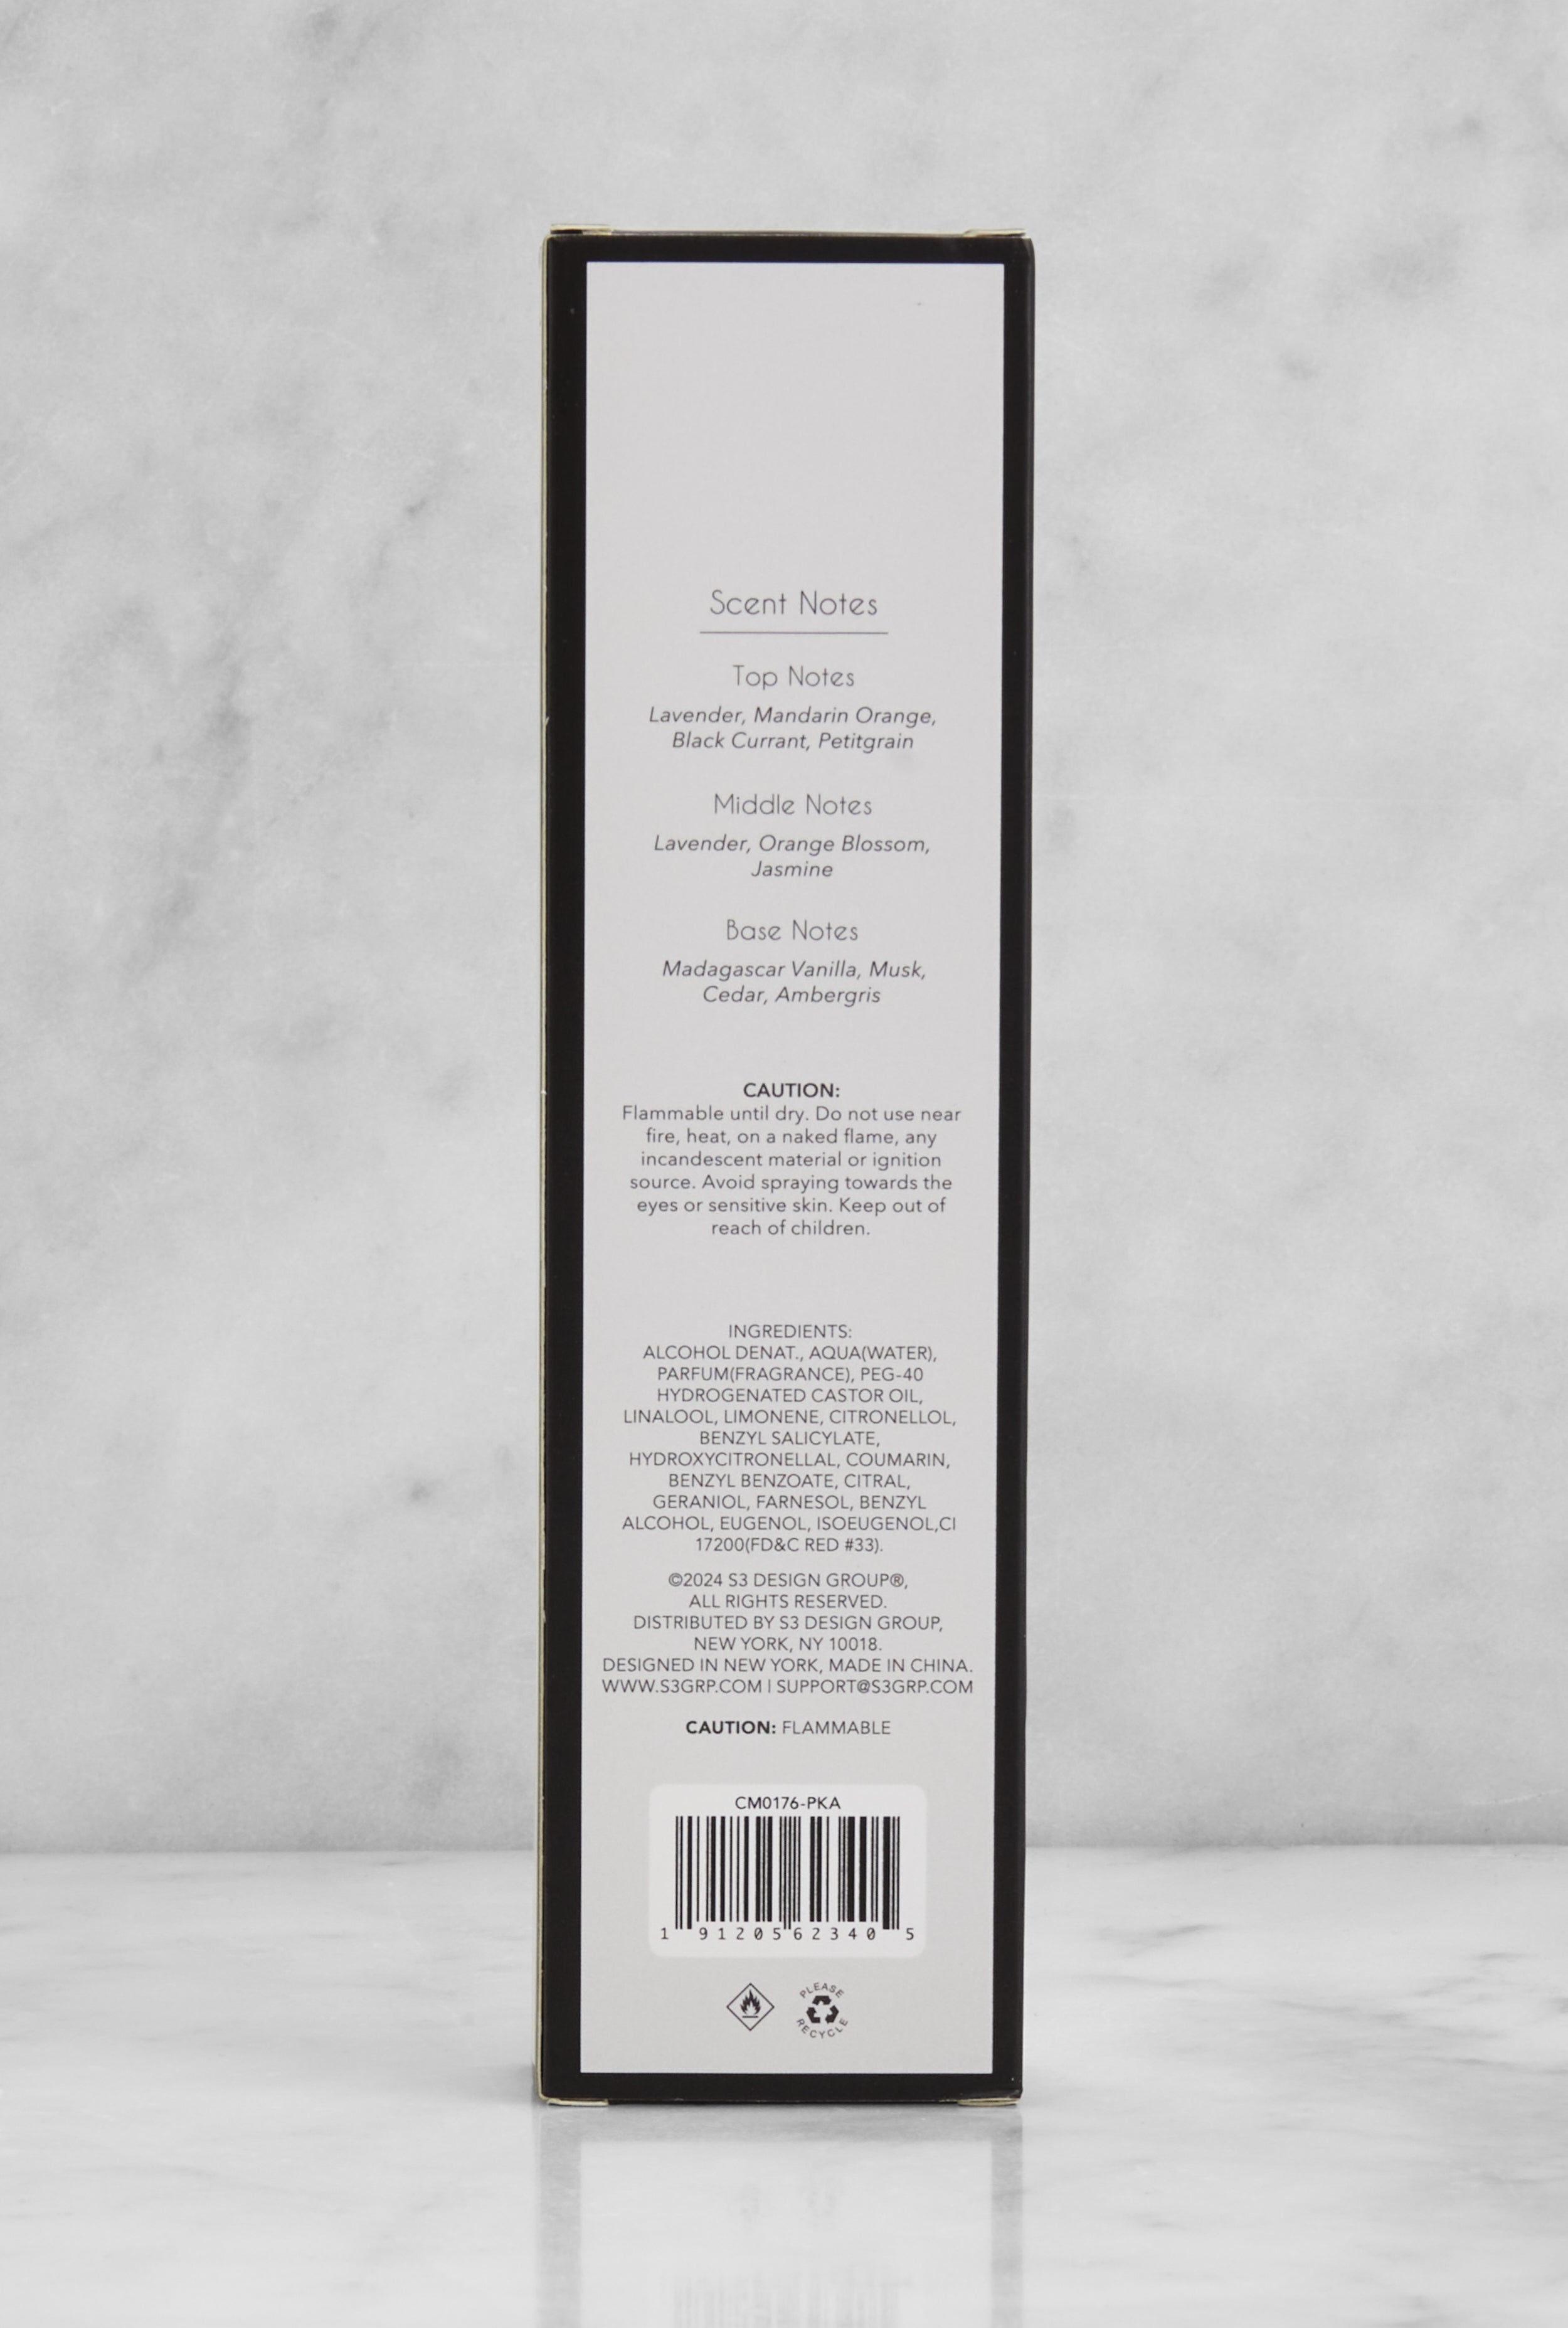 Scent Notes
Top Notes
Lavender, Mandarin Orange,
Black Currant, Petitgrain
Middle Notes
Lavender, Orange Blossom,
Jasmine
Base Notes
Madagascar Vanilla, Musk,
Cedar, Ambergris
CAUTION:
Flammable until dry. Do not use near
fire, heat, on a naked flame, any
incandescent material or ignition
source. Avoid spraying towards the
eyes or sensitive skin. Keep out of
reach of children.
INGREDIENTS:
ALCOHOL DENAT., AQUA(WATER),
PARFUM(FRAGRANCE), PEG-40
HYDROGENATED CASTOR OIL,
LINALOOL, LIMONENE, CITRONELLOL,
BENZYL SALICYLATE,
HYDROXYCITRONELLAL, COUMARIN,
BENZYL BENZOATE, CITRAL,
GERANIOL, FARNESOL, BENZYL
ALCOHOL, EUGENOL, ISOEUGENOL,CI
17200(FD&C RED #33).
©2024 S3 DESIGN GROUP®,
ALL RIGHTS RESERVED.
DISTRIBUTED BY S3 DESIGN GROUP,
NEW YORK, NY 10018.
DESIGNED IN NEW YORK, MADE IN CHINA.
WWW.S3GRP.COM | SUPPORT@S3GRP.COM
CAUTION: FLAMMABLE
CM0176-PKA
1 91205 62340 5
PLEASE
RECYCLE